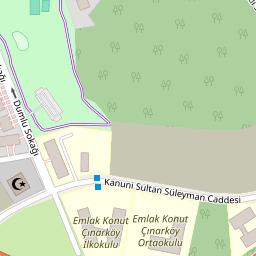 Dumlu Sokağı
Kanuni Sultan Süleyman Caddesi
Emlak Konut
Çınarköy
İlkokulu
Emlak Konut
Çınarköy
Ortaokulu